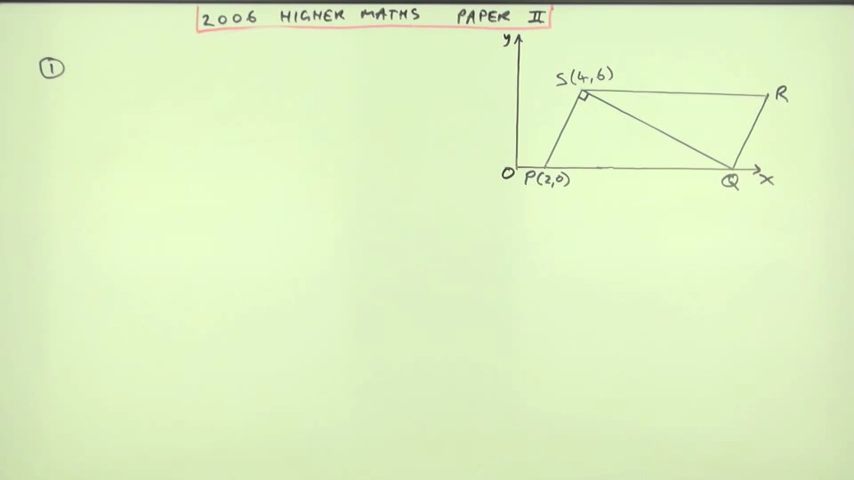 2006 HIGHER MATHS PAPER II
①
y
S(4,6)
R
O P(2,0) Q x